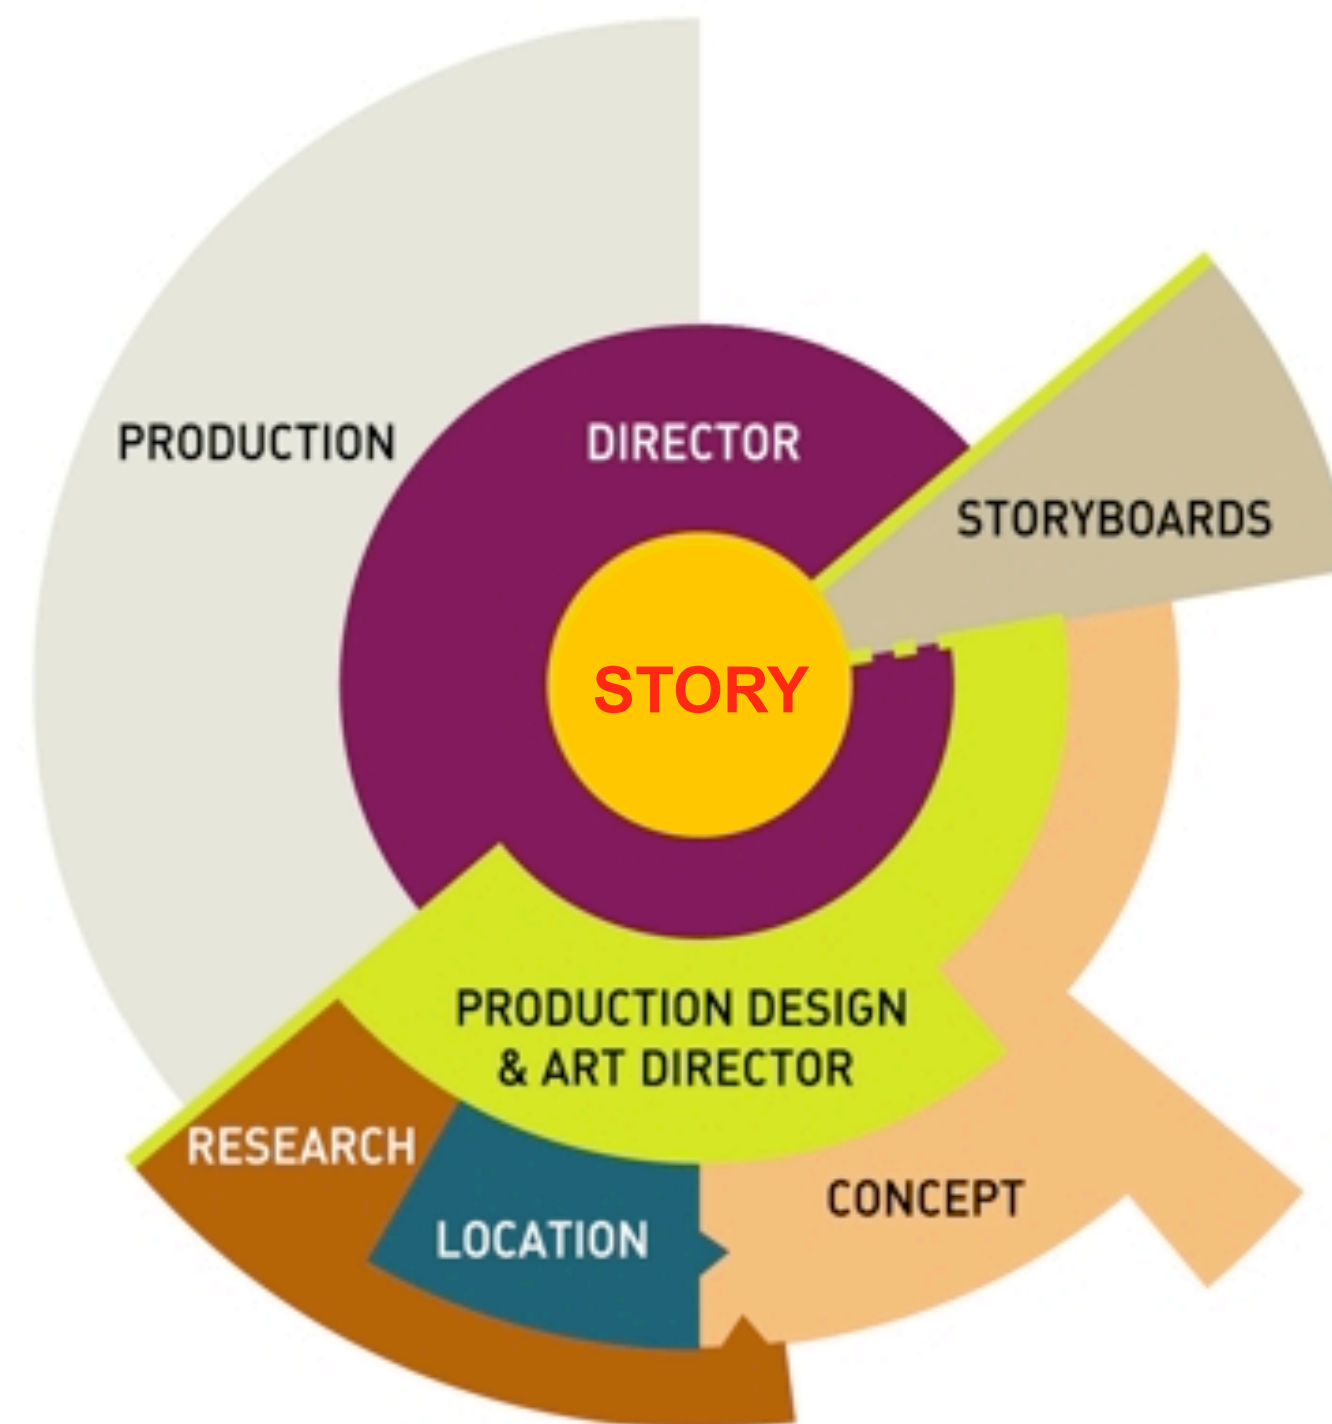 PRODUCTION
DIRECTOR
STORYBOARDS
STORY
PRODUCTION DESIGN
& ART DIRECTOR
RESEARCH
LOCATION
CONCEPT